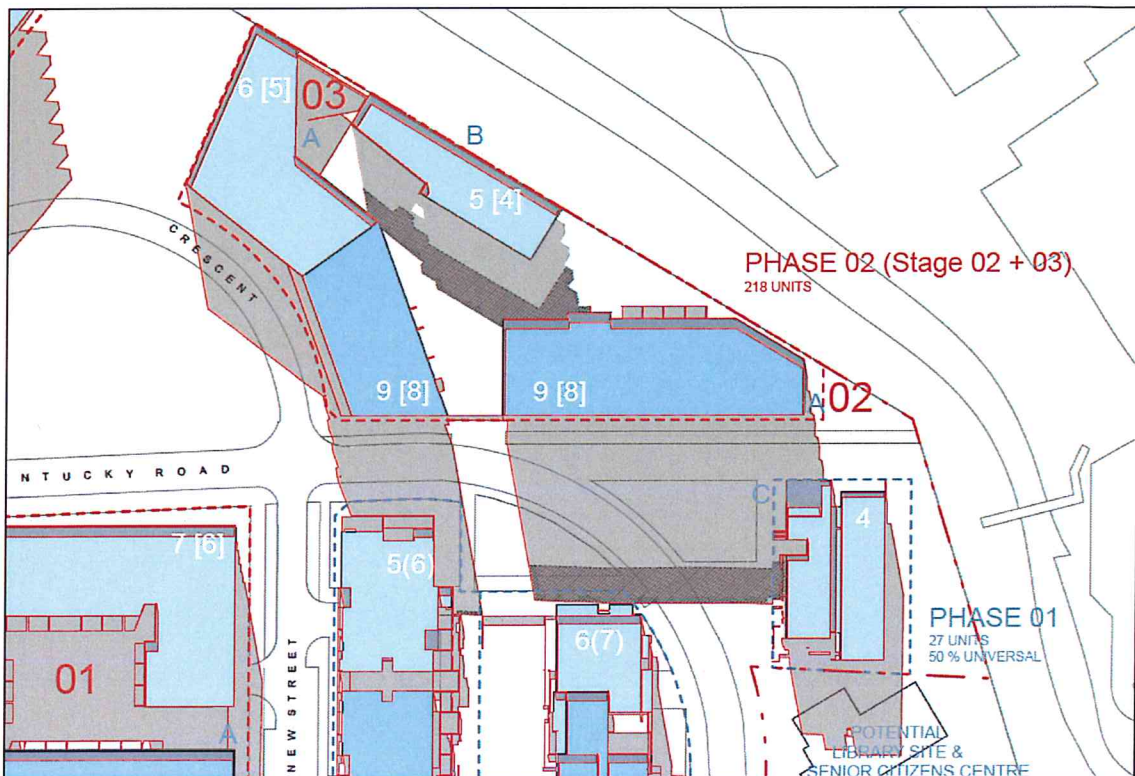 6 [5]
03
A
B
5 [4]
CRESCENT
PHASE 02 (Stage 02 + 03)
218 UNITS
9 [8]
9 [8]
A
02
NTUCKY ROAD
C
4
7 [6]
5(6)
PHASE 01
27 UNITS
50 % UNIVERSAL
6(7)
01
NEW STREET
A
POTENTIAL
LIBRARY SITE &
SENIOR CITIZENS CENTRE